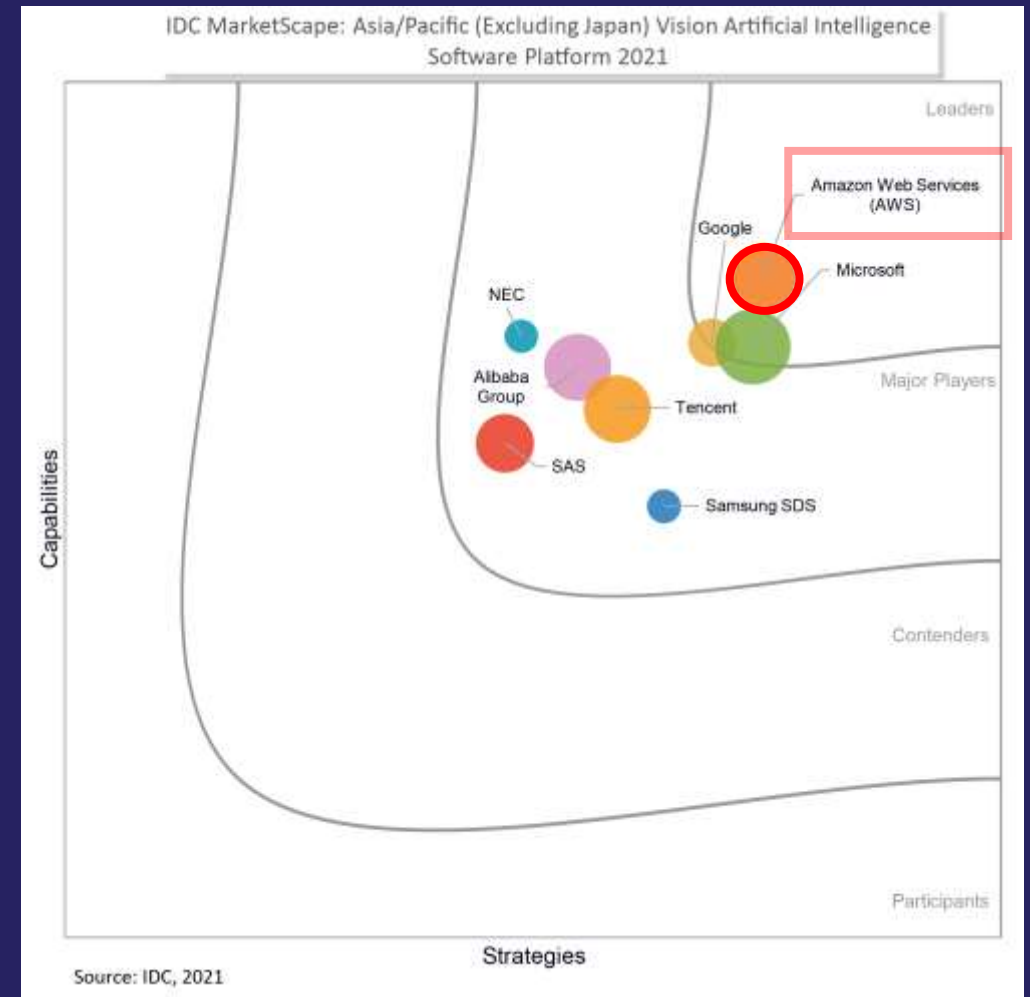 IDC MarketScape: Asia/Pacific (Excluding Japan) Vision Artificial Intelligence
Software Platform 2021
Leaders
Amazon Web Services
(AWS)
Google
Microsoft
NEC
Alibaba
Group
Major Players
Tencent
SAS
Samsung SDS
Capabilities
Contenders
Participants
Strategies
Source: IDC, 2021